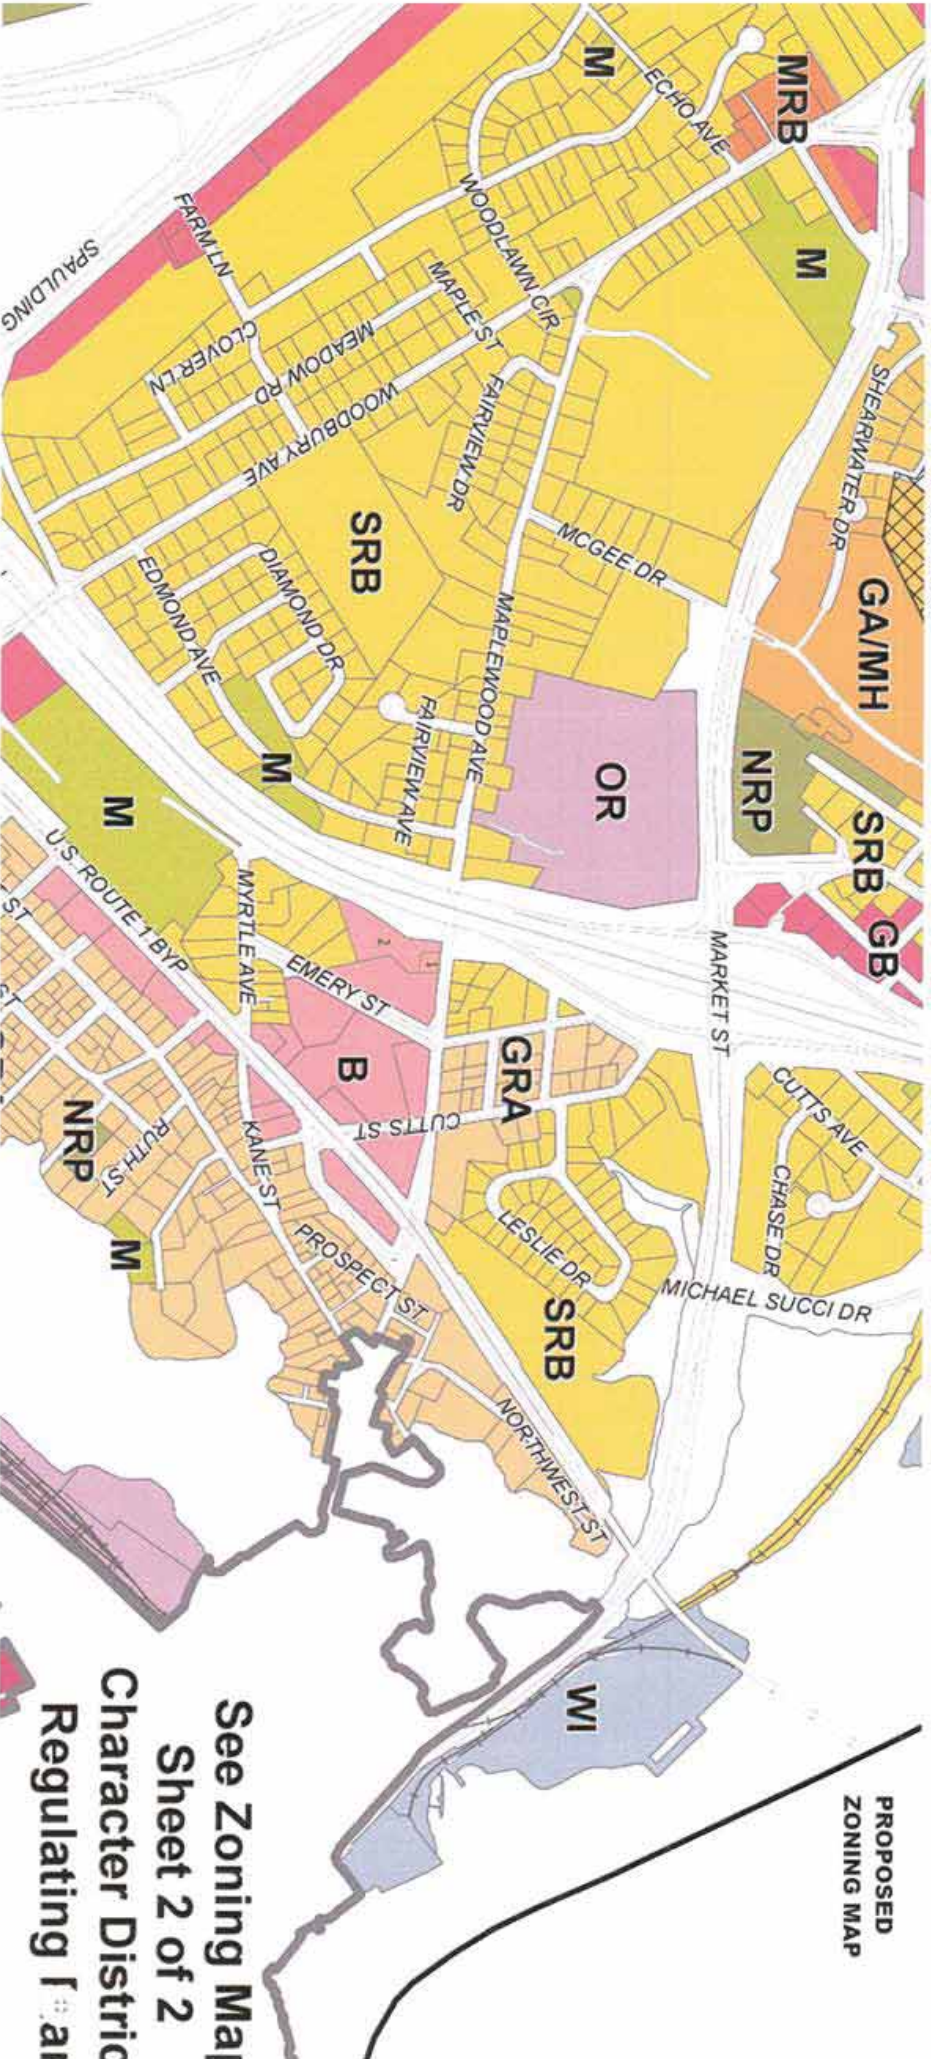 PROPOSED
ZONING MAP
M
ECHO AVE
MRB
M
WOODLAWN CIR
FARM LN
SPAULDING
MAPLE ST
CLOVER LN
MEADOW RD
WOODBURY AVE
FAIRVIEW DR
SHEARWATER DR
SRB
MCGEE DR
GA/MH
EDMOND AVE
DIAMOND DR
MAPLEWOOD AVE
FAIRVIEW AVE
M
OR
NRP
SRB
GB
M
U.S. ROUTE 1 BYP
ST
ST
MYRTLE AVE
2
1
EMERY ST
MARKET ST
B
GRA
CUTTS ST
CUTTS AVE
CHASE DR
NRP
RUTH ST
KANE ST
M
PROSPECT ST
LESLIE DR
SRB
MICHAEL SUCCI DR
NORTHWEST ST
WI
See Zoning Map
Sheet 2 of 2
Character Distric
Regulating